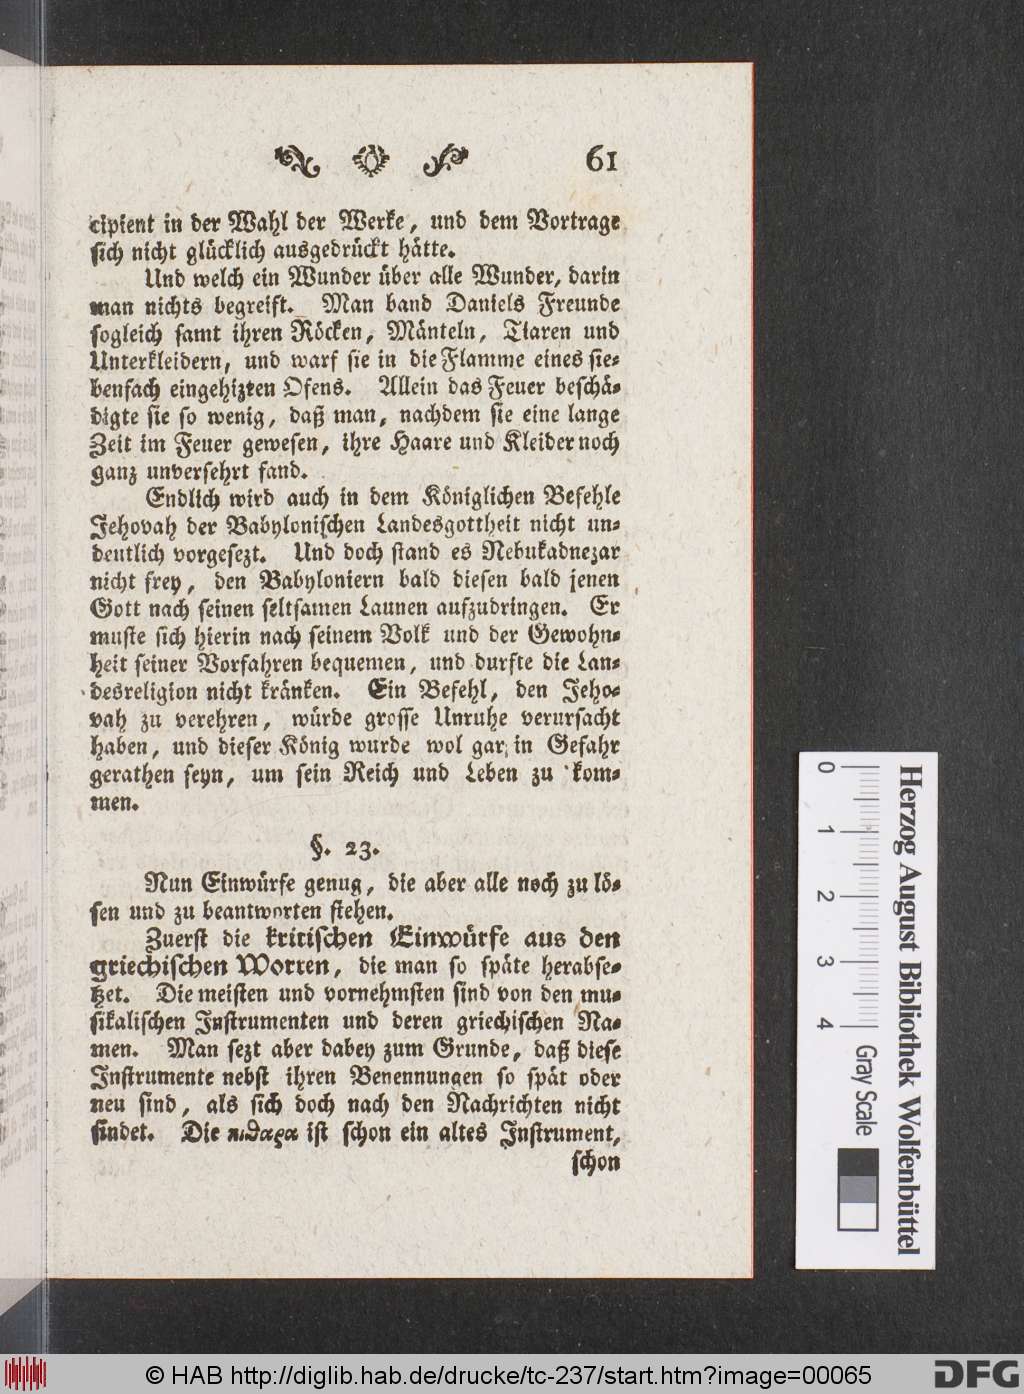 61
cipient in der Wahl der Werke, und dem Vortrage
sich nicht glücklich ausgedrückt hätte.
Und welch ein Wunder über alle Wunder, darin
man nichts begreift. Man band Daniels Freunde
sogleich samt ihren Röcken, Mänteln, Tiaren und
Unterkleidern, und warf sie in die Flamme eines sie-
benfach eingehizten Ofens. Allein das Feuer beschä-
digte sie so wenig, daß man, nachdem sie eine lange
Zeit im Feuer gewesen, ihre Haare und Kleider noch
ganz unversehrt fand.
Endlich wird auch in dem Königlichen Befehle
Jehovah der Babylonischen Landesgottheit nicht un-
deutlich vorgesezt. Und doch stand es Nebukadnezar
nicht frey, den Babyloniern bald diesen bald jenen
Gott nach seinen seltsamen Launen aufzudringen. Er
muste sich hierin nach seinem Volk und der Gewohn-
heit seiner Vorfahren bequemen, und durfte die Lan-
desreligion nicht kränken. Ein Befehl, den Jeho-
vah zu verehren, würde grosse Unruhe verursacht
haben, und dieser König wurde wol gar in Gefahr
gerathen seyn, um sein Reich und Leben zu kom-
men.
§. 23.
Nun Einwürfe genug, die aber alle noch zu lö-
sen und zu beantworten stehen.
Zuerst die kritischen Einwürfe aus den
griechischen Worten, die man so späte herabse-
tzet. Die meisten und vornehmsten sind von den mu-
sikalischen Instrumenten und deren griechischen Na-
men. Man sezt aber dabey zum Grunde, daß diese
Instrumente nebst ihren Benennungen so spät oder
neu sind, als sich doch nach den Nachrichten nicht
findet. Die κιθαρα ist schon ein altes Instrument,
schon
0 1 2 3 4
Gray Scale
Herzog August Bibliothek Wolfenbüttel
© HAB http://diglib.hab.de/drucke/tc-237/start.htm?image=00065
DFG